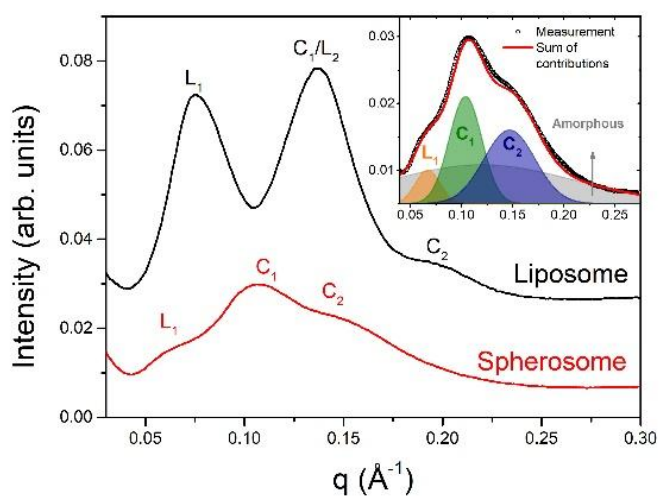 Intensity (arb. units)
0.08
0.06
0.04
0.02
0.00
L₁
C₁/L₂
C₂
Liposome
L₁
C₁
C₂
Spherosome
0.05
0.10
0.15
0.20
0.25
0.30
q (Å⁻¹)
0.03
0.02
0.01
Measurement
Sum of
contributions
Amorphous
L₁
C₁
C₂
0.04
0.10
0.15
0.20
0.25